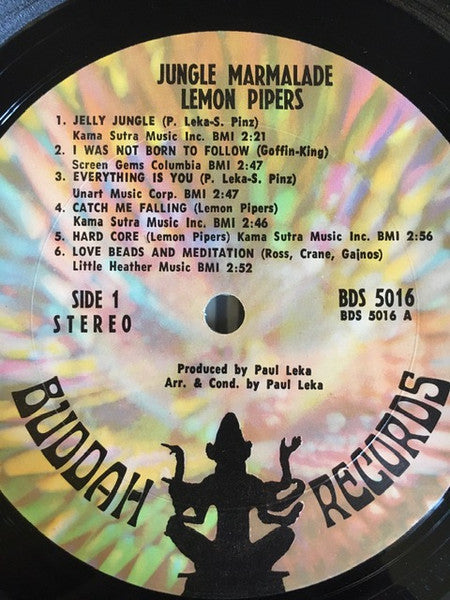 JUNGLE MARMALADE
LEMON PIPERS
1. JELLY JUNGLE (P. Leka-S. Pinz)
Kama Sutra Music Inc. BMI 2:21
2. I WAS NOT BORN TO FOLLOW (Goffin-King)
Screen Gems Columbia BMI 2:47
3. EVERYTHING IS YOU (P. Leka-S. Pinz)
Unart Music Corp. BMI 2:47
4. CATCH ME FALLING (Lemon Pipers)
Kama Sutra Music Inc. BMI 2:46
5. HARD CORE (Lemon Pipers) Kama Sutra Music Inc. BMI 2:56
6. LOVE BEADS AND MEDITATION (Ross, Crane, Gainos)
Little Heather Music BMI 2:52
SIDE 1
STEREO
BDS 5016
BDS 5016 A
Produced by Paul Leka
Arr. & Cond. by Paul Leka
BUDDAH RECORDS